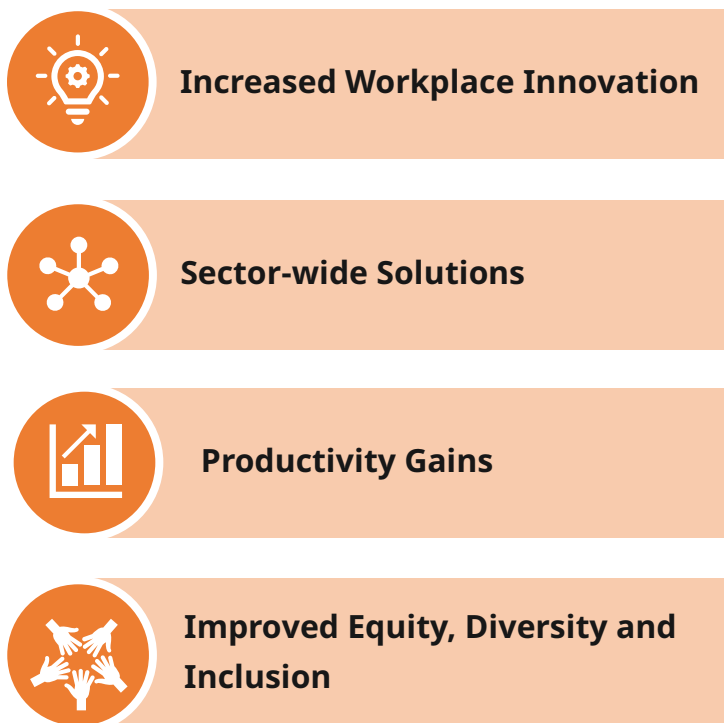 Increased Workplace Innovation
Sector-wide Solutions
Productivity Gains
Improved Equity, Diversity and
Inclusion